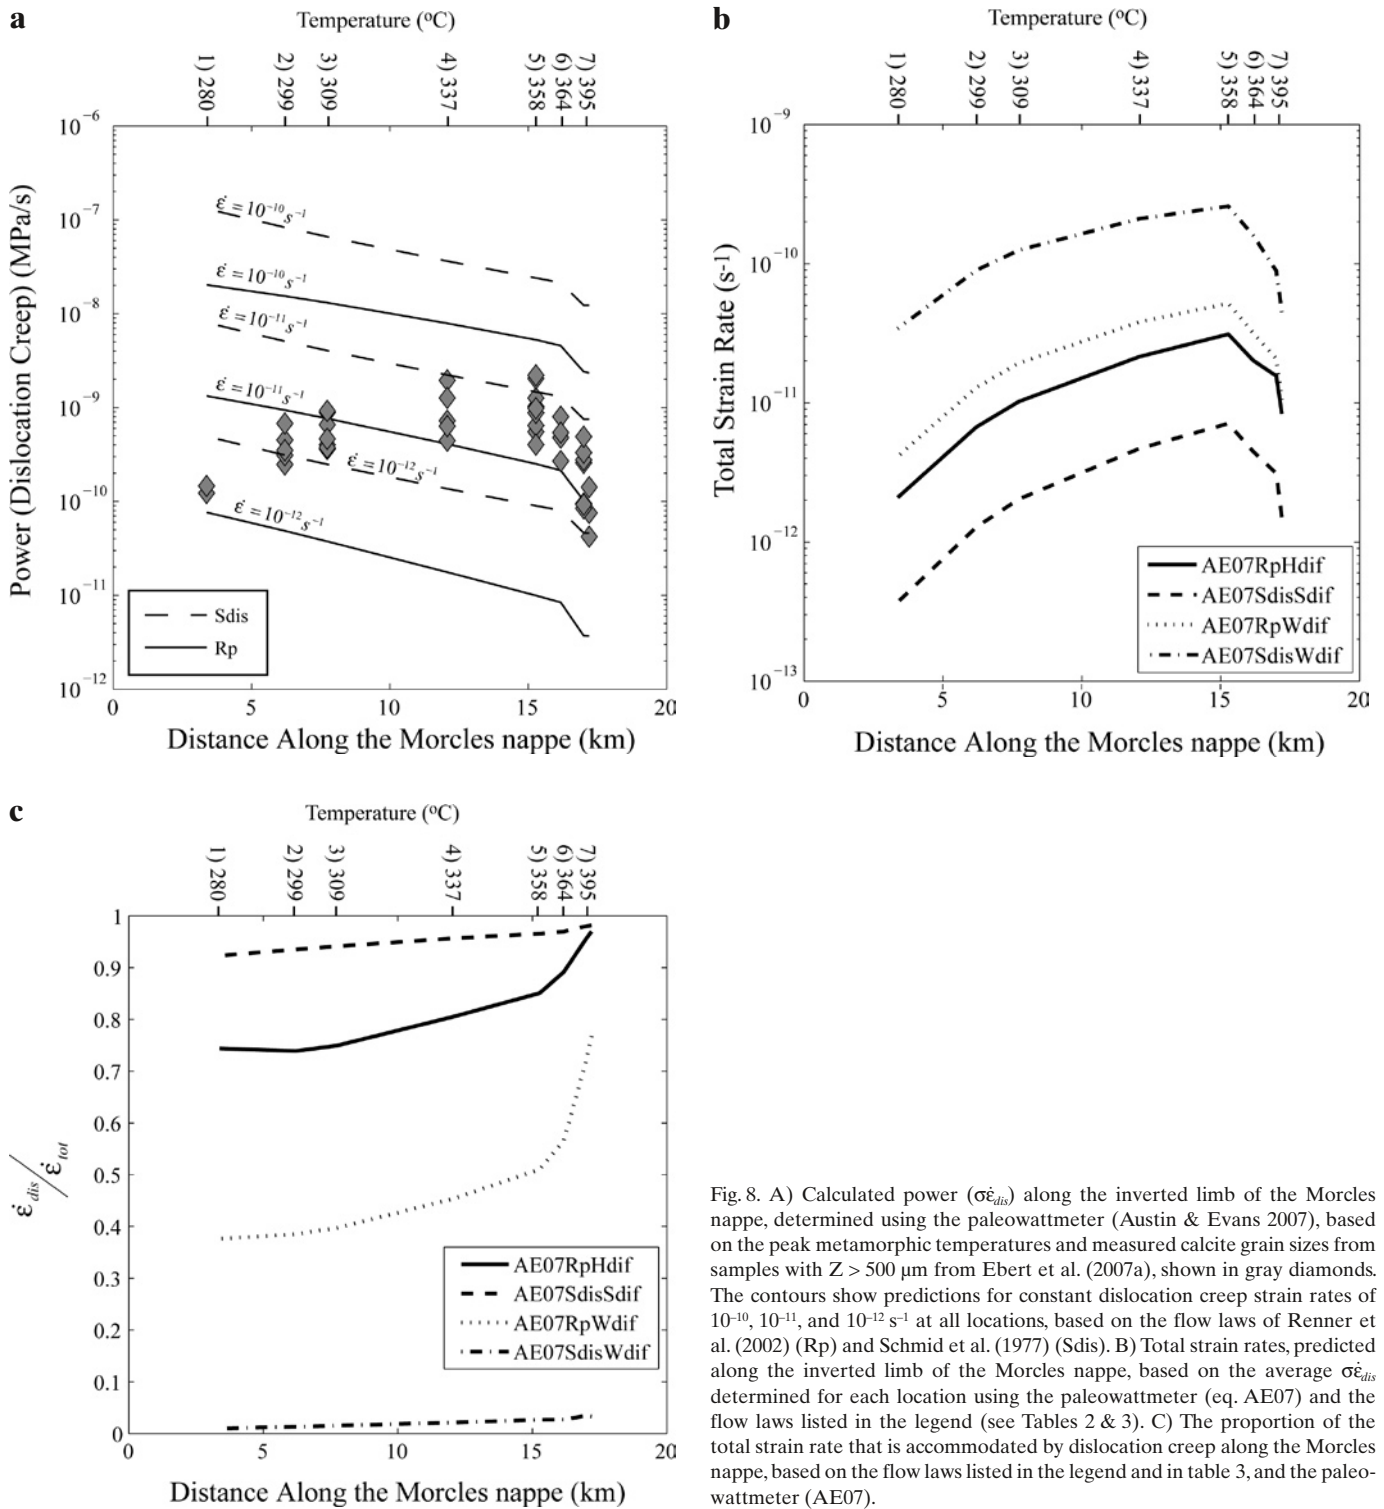 a
Temperature (°C)
1) 280
2) 299
3) 309
4) 337
5) 358
6) 364
7) 395
10⁻⁶
10⁻⁷
10⁻⁸
10⁻⁹
10⁻¹⁰
10⁻¹¹
10⁻¹²
Power (Dislocation Creep) (MPa/s)
ε̇ = 10⁻¹⁰s⁻¹
ε̇ = 10⁻¹⁰s⁻¹
ε̇ = 10⁻¹¹s⁻¹
ε̇ = 10⁻¹¹s⁻¹
ε̇ = 10⁻¹²s⁻¹
ε̇ = 10⁻¹²s⁻¹
Sdis
Rp
0 5 10 15 20
Distance Along the Morcles nappe (km)
b
Temperature (°C)
1) 280
2) 299
3) 309
4) 337
5) 358
6) 364
7) 395
10⁻⁹
10⁻¹⁰
10⁻¹¹
10⁻¹²
10⁻¹³
Total Strain Rate (s⁻¹)
AE07RpHdif
AE07SdisSdif
AE07RpWdif
AE07SdisWdif
0 5 10 15 20
Distance Along the Morcles nappe (km)
c
Temperature (°C)
1) 280
2) 299
3) 309
4) 337
5) 358
6) 364
7) 395
1
0.9
0.8
0.7
0.6
0.5
0.4
0.3
0.2
0.1
0
ε̇dis/ε̇tot
AE07RpHdif
AE07SdisSdif
AE07RpWdif
AE07SdisWdif
0 5 10 15 20
Distance Along the Morcles nappe (km)
Fig. 8. A) Calculated power (σε̇dis) along the inverted limb of the Morcles
nappe, determined using the paleowattmeter (Austin & Evans 2007), based
on the peak metamorphic temperatures and measured calcite grain sizes from
samples with Z > 500 µm from Ebert et al. (2007a), shown in gray diamonds.
The contours show predictions for constant dislocation creep strain rates of
10⁻¹⁰, 10⁻¹¹, and 10⁻¹² s⁻¹ at all locations, based on the flow laws of Renner et
al. (2002) (Rp) and Schmid et al. (1977) (Sdis). B) Total strain rates, predicted
along the inverted limb of the Morcles nappe, based on the average σε̇dis
determined for each location using the paleowattmeter (eq. AE07) and the
flow laws listed in the legend (see Tables 2 & 3). C) The proportion of the
total strain rate that is accommodated by dislocation creep along the Morcles
nappe, based on the flow laws listed in the legend and in table 3, and the paleo-
wattmeter (AE07).